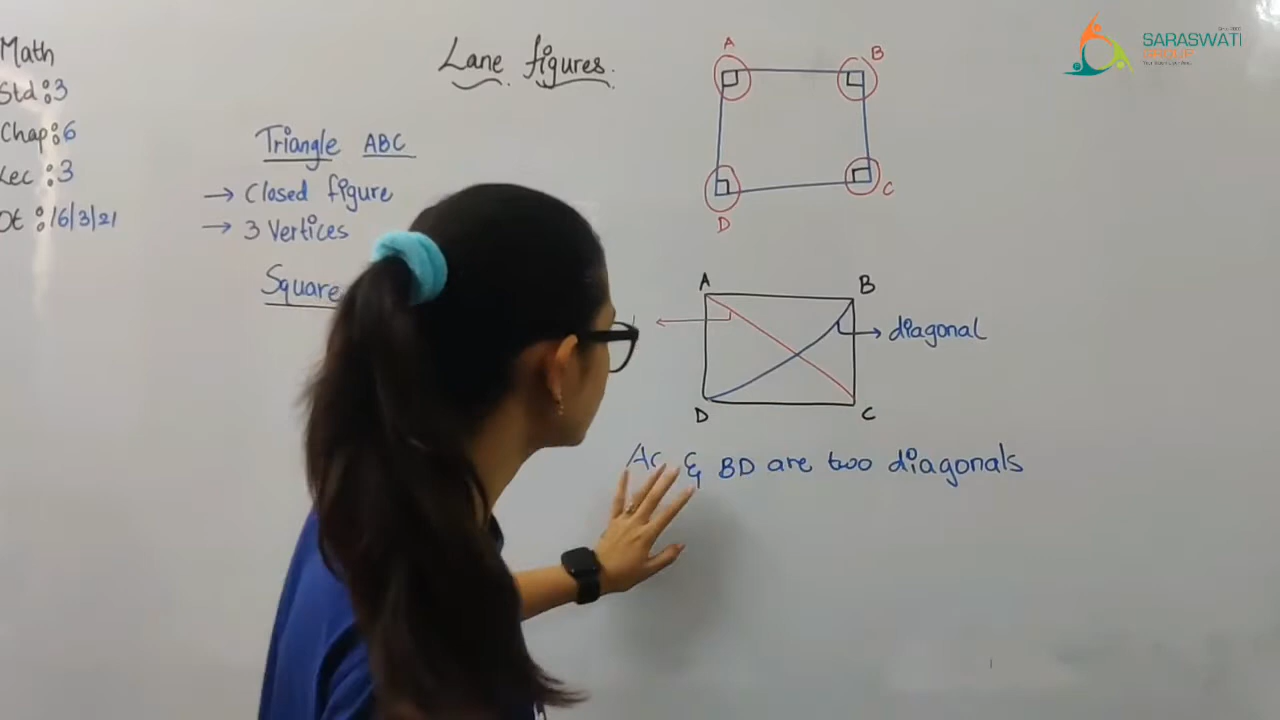 Math
Std : 3
Chap : 6
Lec : 3
Dt : 16/3/21
Lane figures.
Triangle ABC
→ Closed figure
→ 3 Vertices
Square
A
B
C
D
A
B
diagonal
D
C
AC & BD are two diagonals
SARASWATI
GROUP